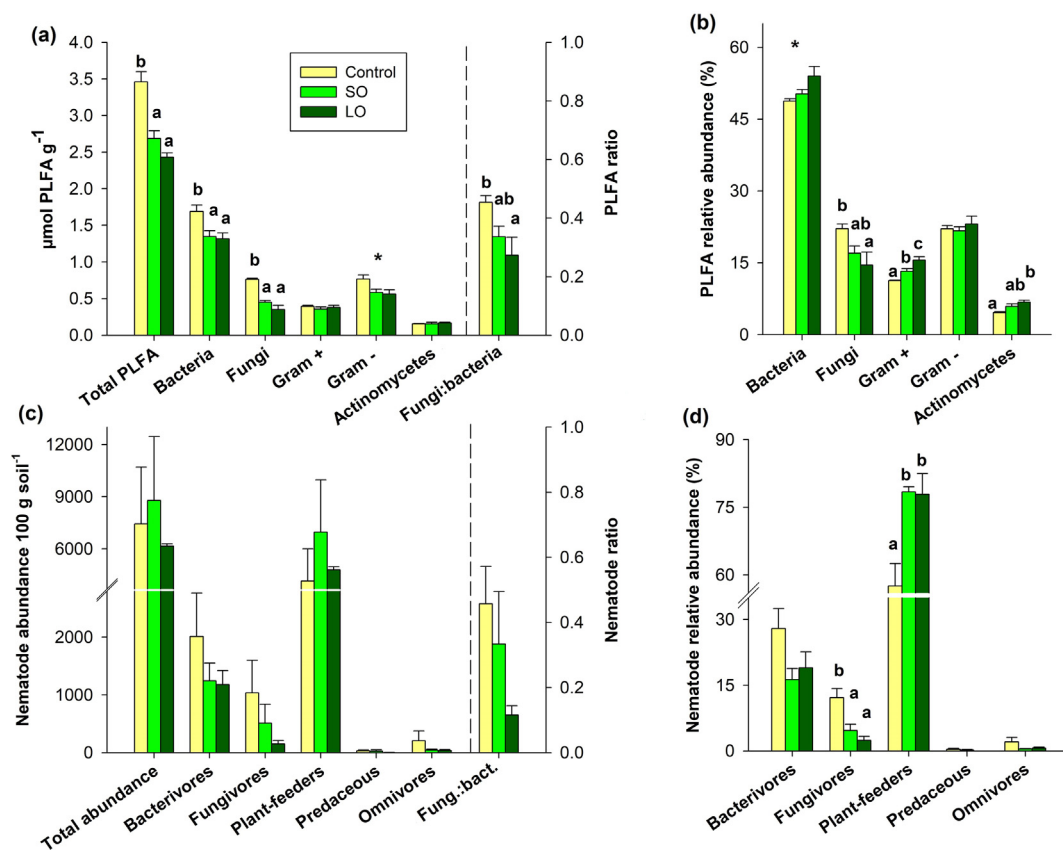 (a)
4.0
3.5
3.0
2.5
2.0
1.5
1.0
0.5
0.0
µmol PLFA g-1
b
a
a
b
a
a
b
a
a
*
b
ab
a
Control
SO
LO
1.0
0.8
0.6
0.4
0.2
0.0
PLFA ratio
Total PLFA
Bacteria
Fungi
Gram +
Gram -
Actinomycetes
Fungi:bacteria
(b)
60
45
30
15
0
PLFA relative abundance (%)
*
b
ab
a
a
b
c
a
ab
b
Bacteria
Fungi
Gram +
Gram -
Actinomycetes
(c)
12000
9000
6000
2000
1000
0
Nematode abundance 100 g soil-1
1.0
0.8
0.6
0.4
0.2
0.0
Nematode ratio
Total abundance
Bacterivores
Fungivores
Plant-feeders
Predaceous
Omnivores
Fung.:bact.
(d)
90
75
60
30
15
0
Nematode relative abundance (%)
b
a
a
a
b
b
Bacterivores
Fungivores
Plant-feeders
Predaceous
Omnivores